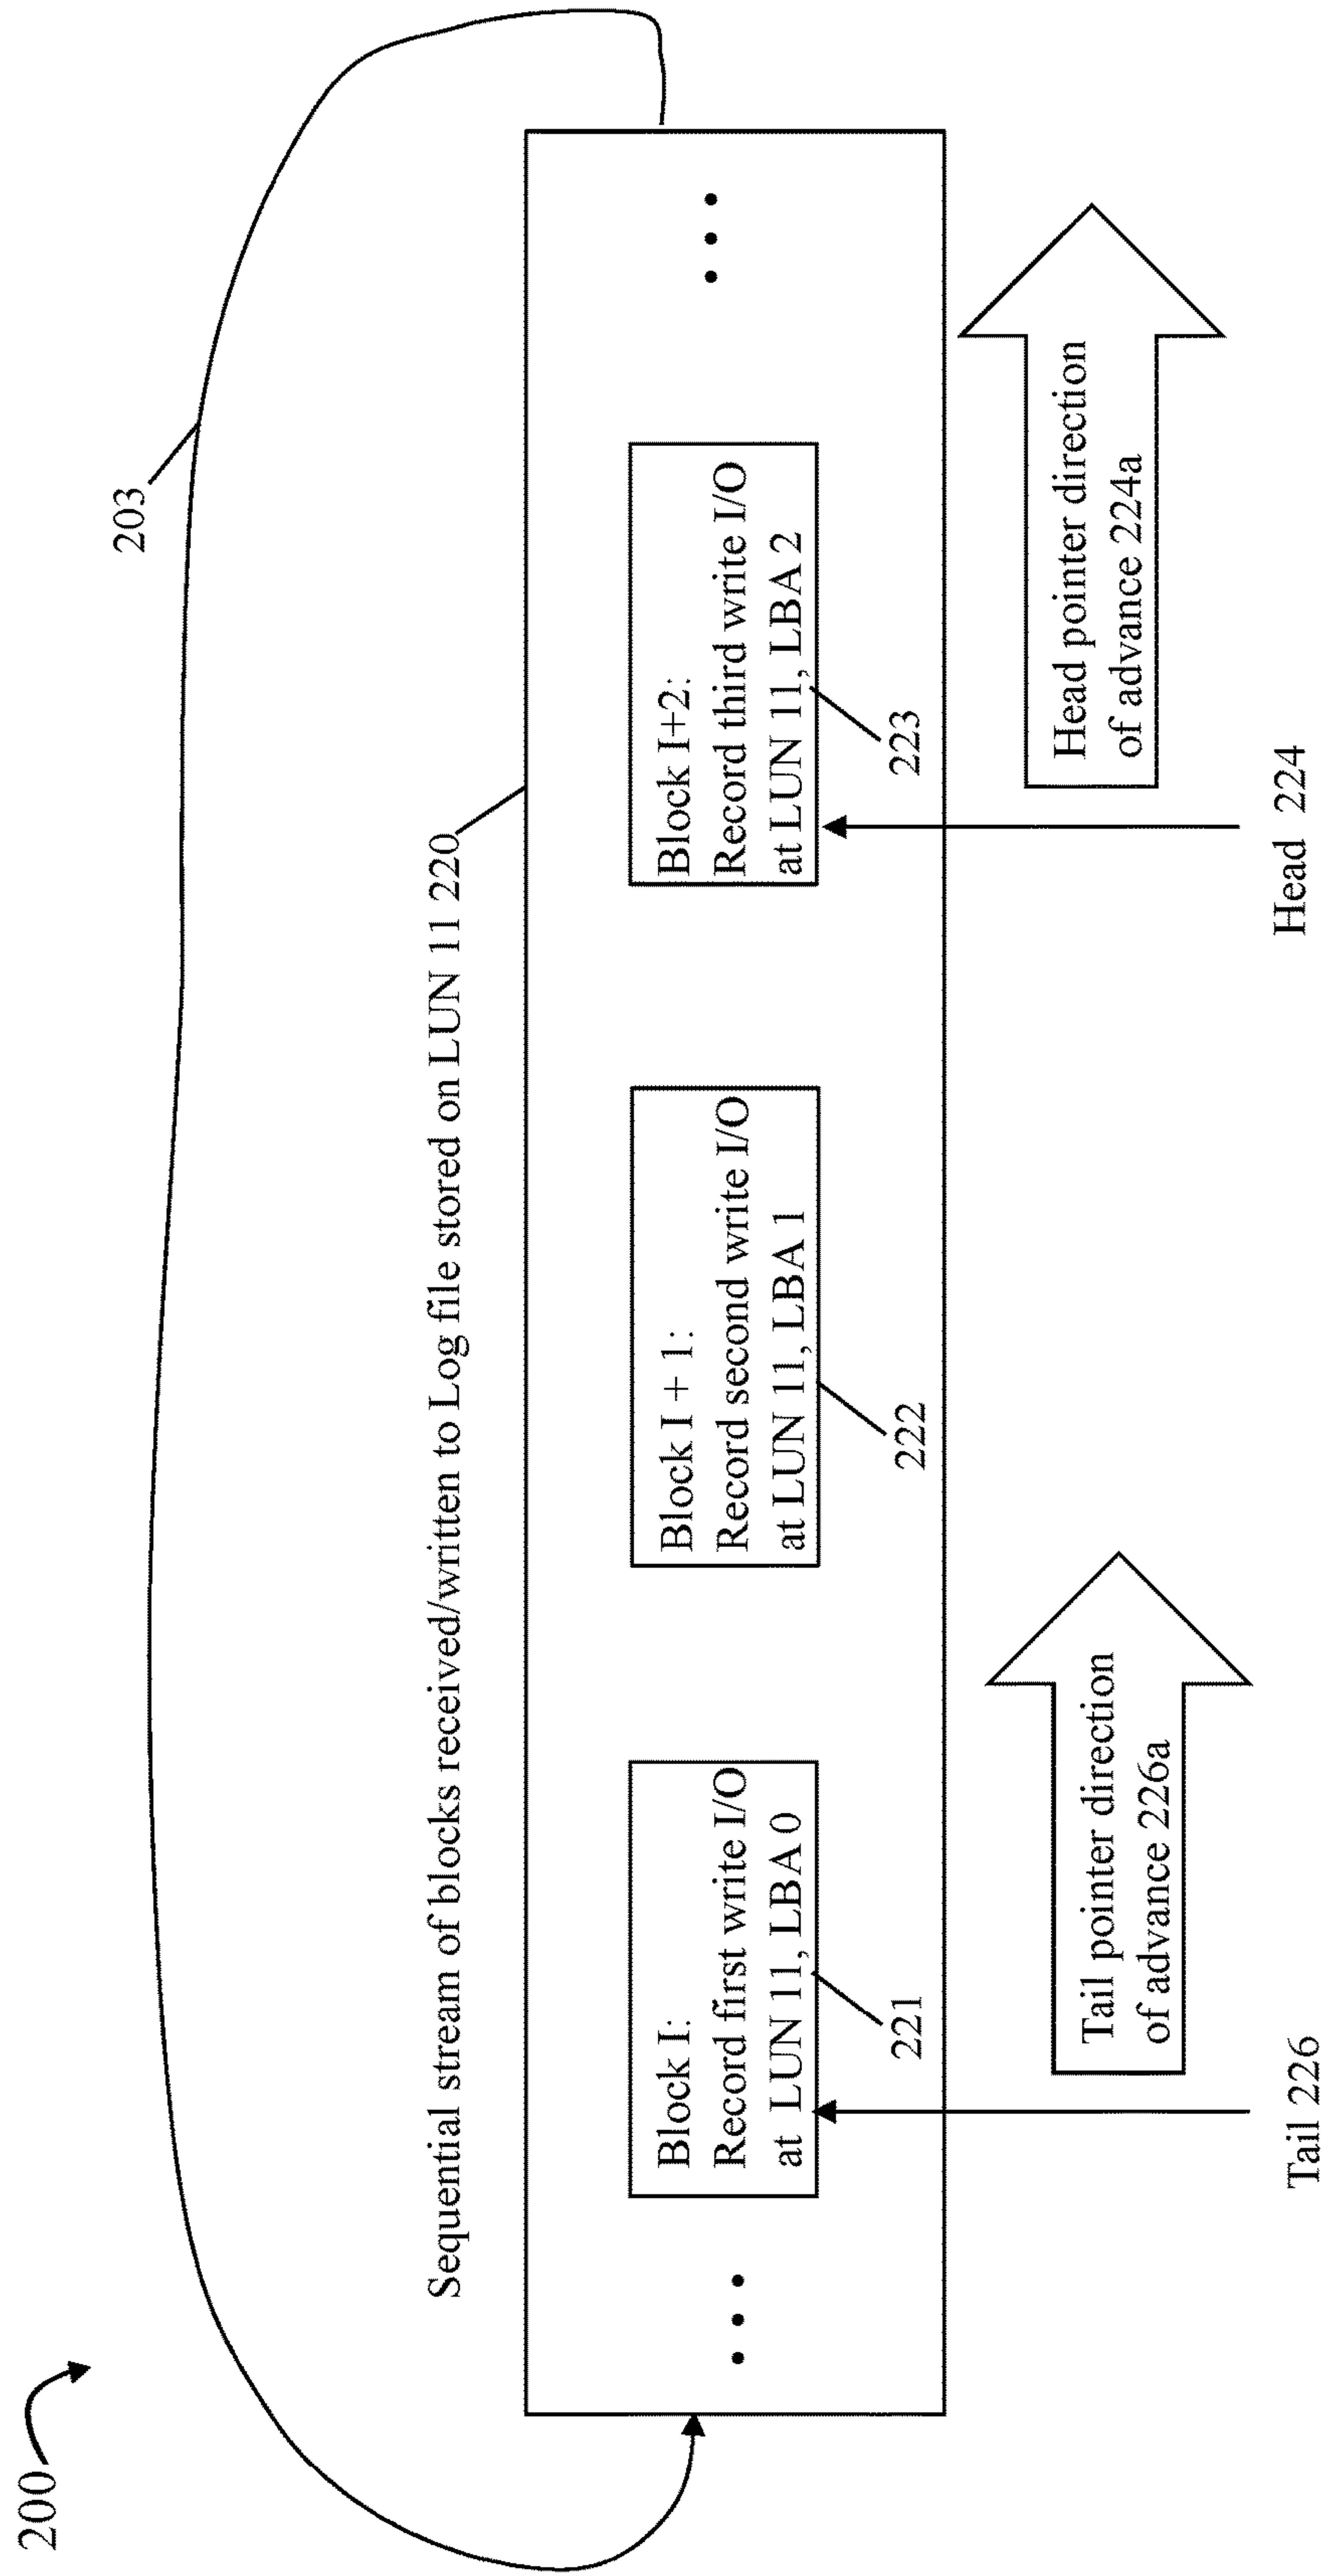 200
203
Sequential stream of blocks received/written to Log file stored on LUN 11 220
Block I:
Record first write I/O
at LUN 11, LBA 0
221
Block I + 1:
Record second write I/O
at LUN 11, LBA 1
222
Block I+2:
Record third write I/O
at LUN 11, LBA 2
223
Tail pointer direction
of advance 226a
Tail 226
Head pointer direction
of advance 224a
Head 224